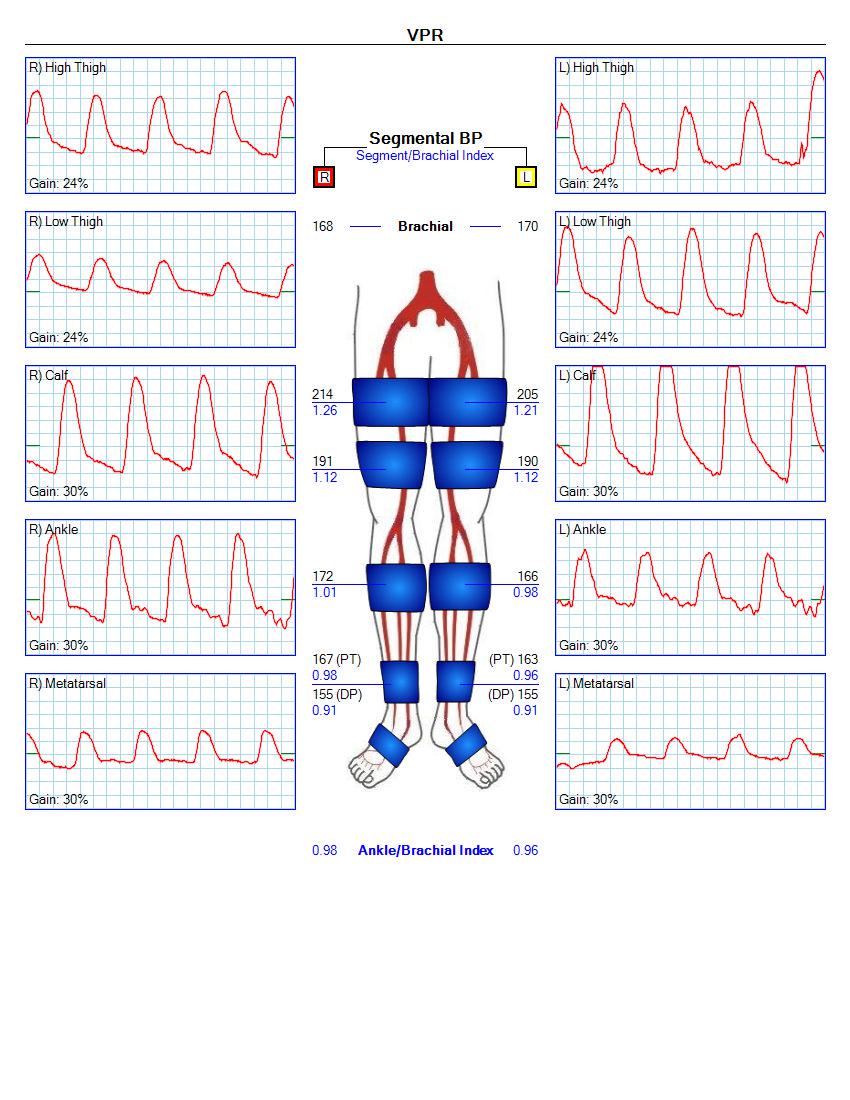 VPR
R) High Thigh
Gain: 24%
L) High Thigh
Gain: 24%
Segmental BP
Segment/Brachial Index
R
L
168 Brachial 170
R) Low Thigh
Gain: 24%
L) Low Thigh
Gain: 24%
R) Calf
Gain: 30%
L) Calf
Gain: 30%
214 205
1.26 1.21
191 190
1.12 1.12
R) Ankle
Gain: 30%
L) Ankle
Gain: 30%
172 166
1.01 0.98
167 (PT) (PT) 163
0.98 0.96
155 (DP) (DP) 155
0.91 0.91
R) Metatarsal
Gain: 30%
L) Metatarsal
Gain: 30%
0.98 Ankle/Brachial Index 0.96